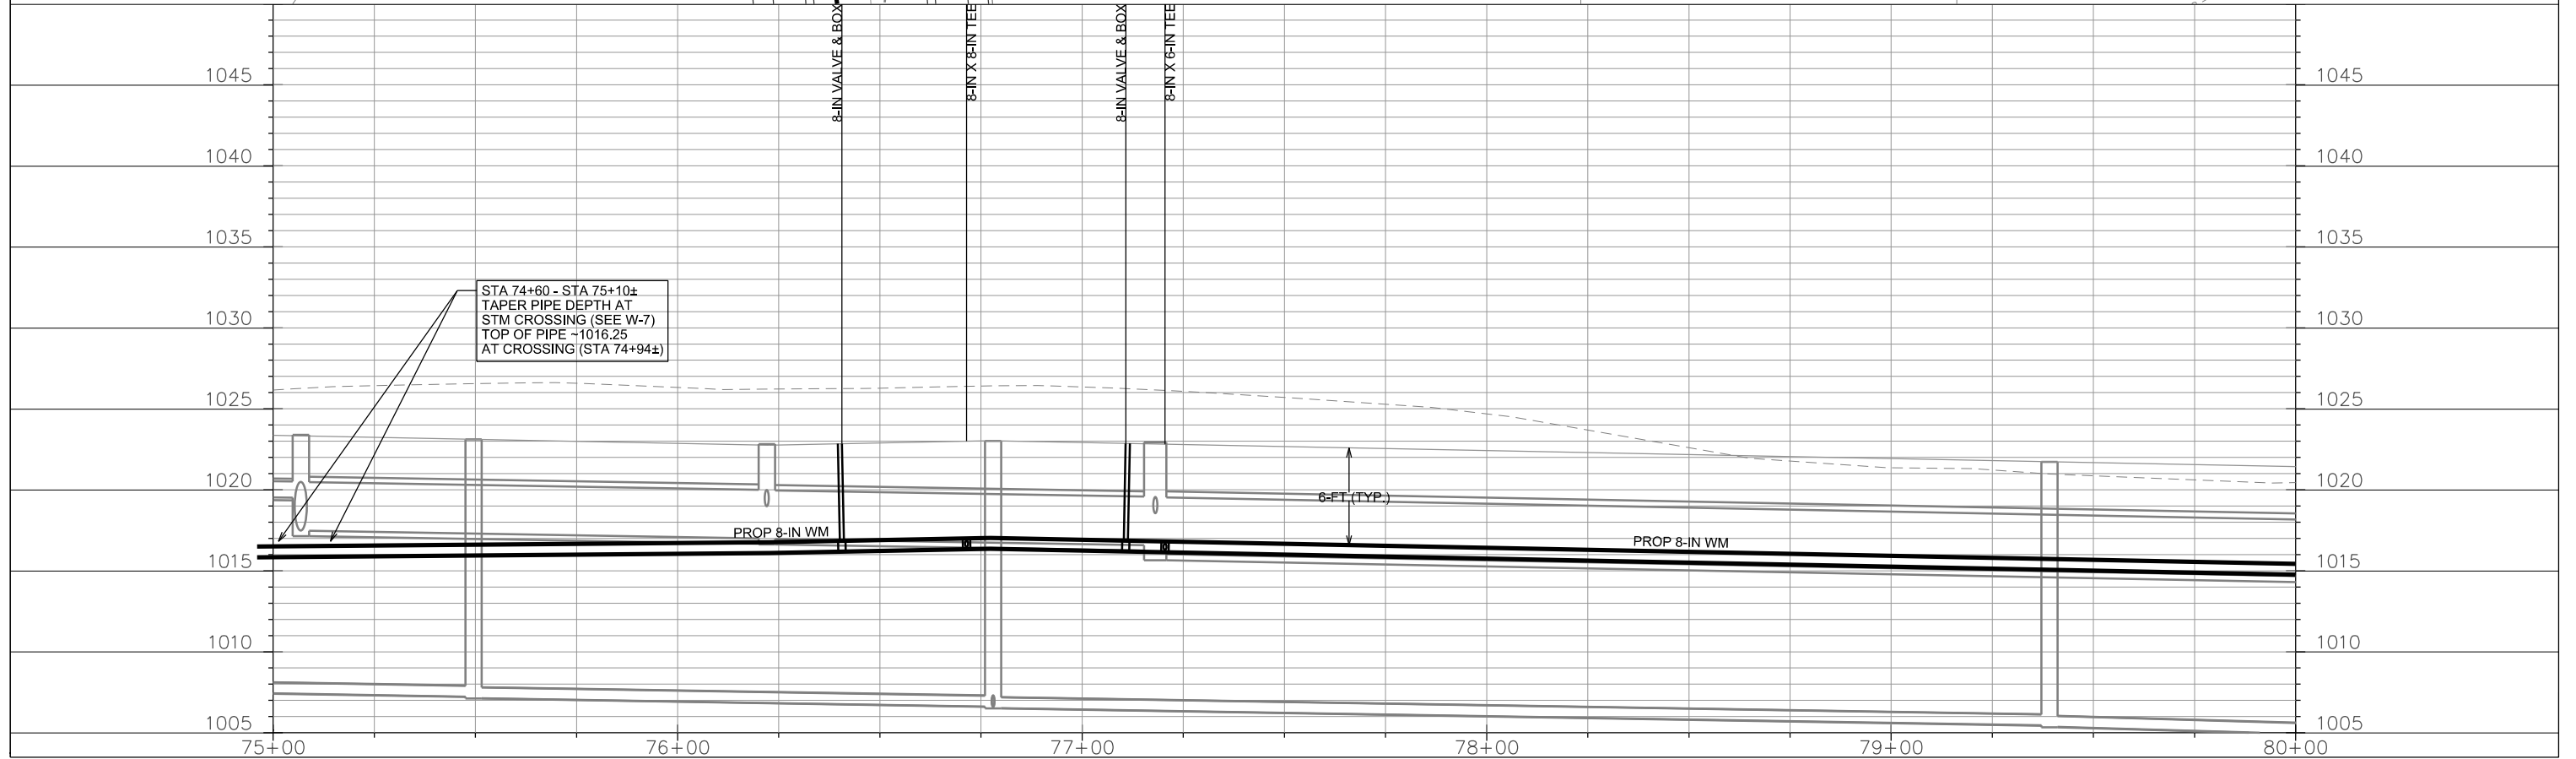 8-IN VALVE & BOX
8-IN X 8-IN TEE
8-IN VALVE & BOX
8-IN X 6-IN TEE
1045
1045
1040
1040
1035
1035
1030
1030
STA 74+60 - STA 75+10±
TAPER PIPE DEPTH AT
STM CROSSING (SEE W-7)
TOP OF PIPE ~1016.25
AT CROSSING (STA 74+94±)
1025
1025
1020
1020
6-FT (TYP.)
PROP 8-IN WM
PROP 8-IN WM
1015
1015
1010
1010
1005
1005
75+00
76+00
77+00
78+00
79+00
80+00